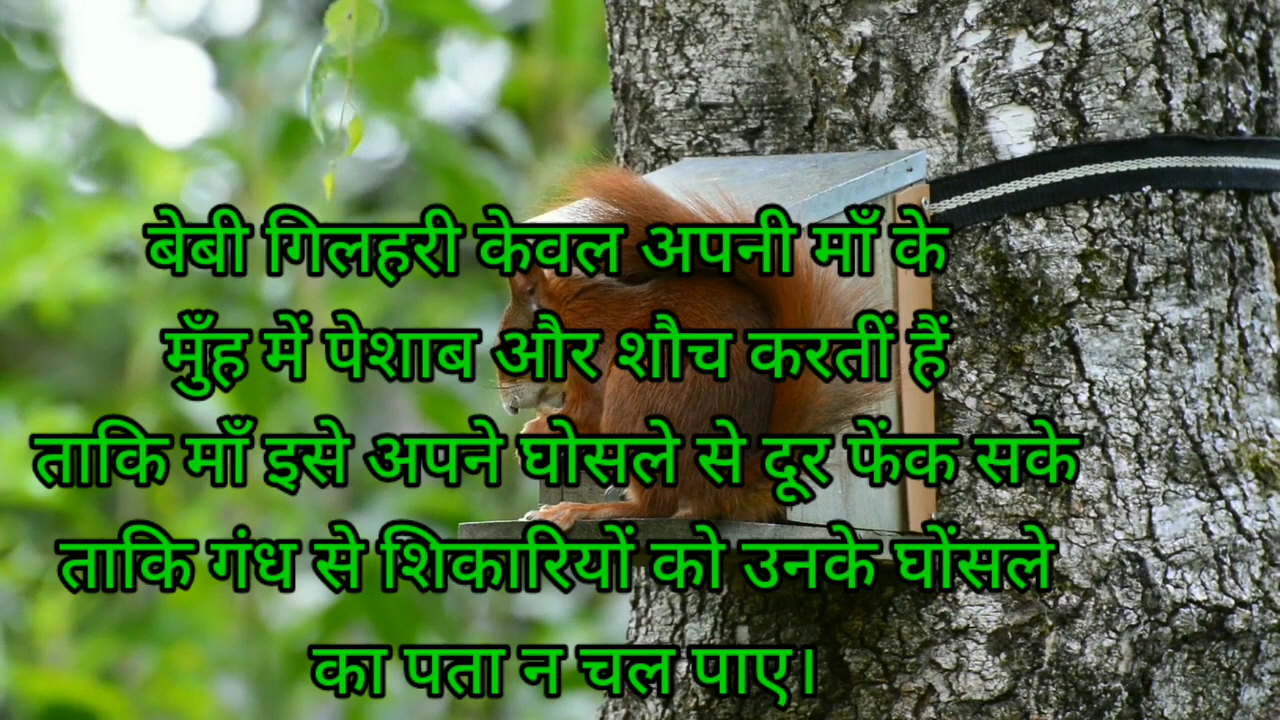 बेबी गिलहरी केवल अपनी माँ के
मुँह में पेशाब और शौच करतीं हैं
ताकि माँ इसे अपने घोसले से दूर फेंक सके
ताकि गंध से शिकारियों को उनके घोंसले
का पता न चल पाए।